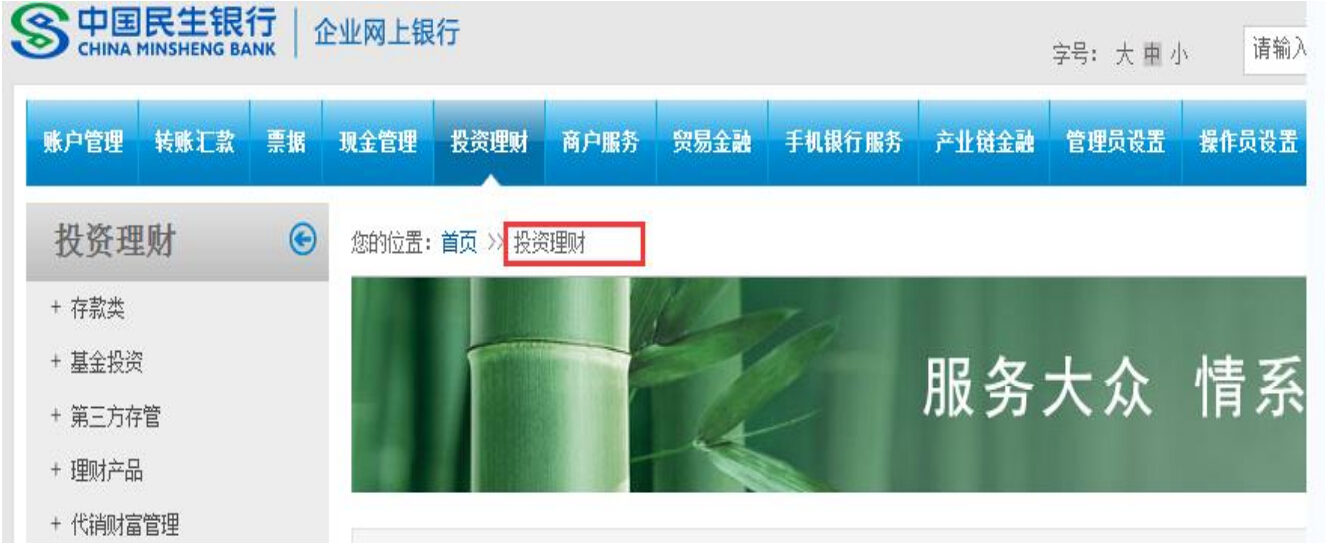 中国民生银行
CHINA MINSHENG BANK
企业网上银行
字号：大 中 小
请输入
账户管理 转账汇款 票据 现金管理 投资理财 商户服务 贸易金融 手机银行服务 产业链金融 管理员设置 操作员设置
投资理财
您的位置：首页 >> 投资理财
+ 存款类
+ 基金投资
+ 第三方存管
+ 理财产品
+ 代销财富管理
服务大众 情系